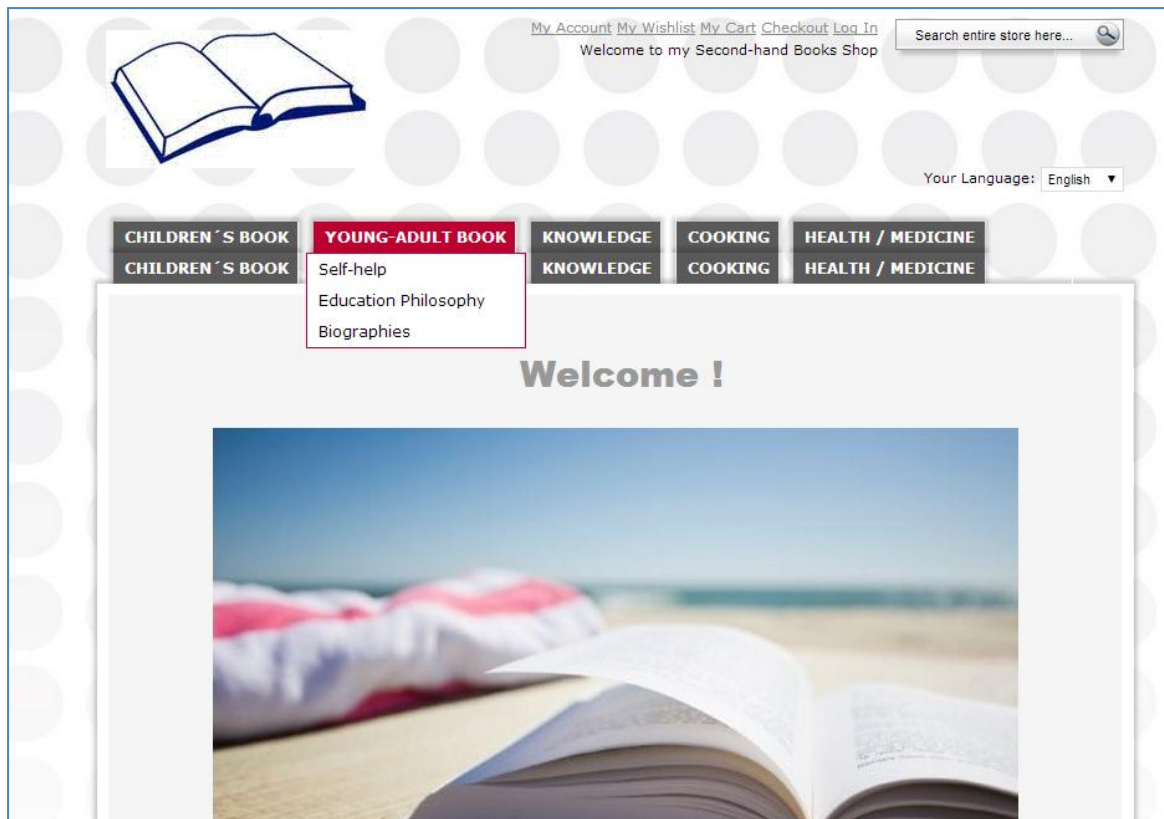 My Account My Wishlist My Cart Checkout Log In
Search entire store here...
Welcome to my Second-hand Books Shop
Your Language: English
CHILDREN´S BOOK YOUNG-ADULT BOOK KNOWLEDGE COOKING HEALTH / MEDICINE
CHILDREN´S BOOK KNOWLEDGE COOKING HEALTH / MEDICINE
Self-help
Education Philosophy
Biographies
Welcome !